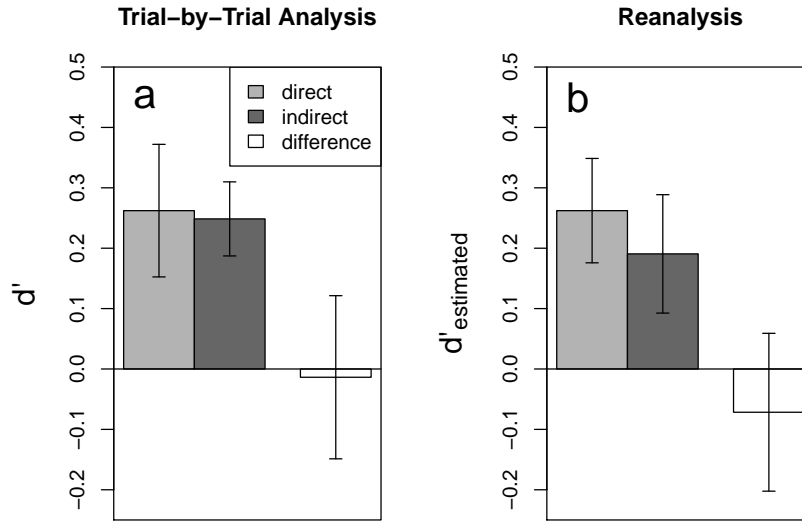 Trial−by−Trial Analysis
a
direct
indirect
difference
d'
0.5
0.4
0.3
0.2
0.1
0.0
−0.1
−0.2
Reanalysis
b
d' estimated
0.5
0.4
0.3
0.2
0.1
0.0
−0.1
−0.2